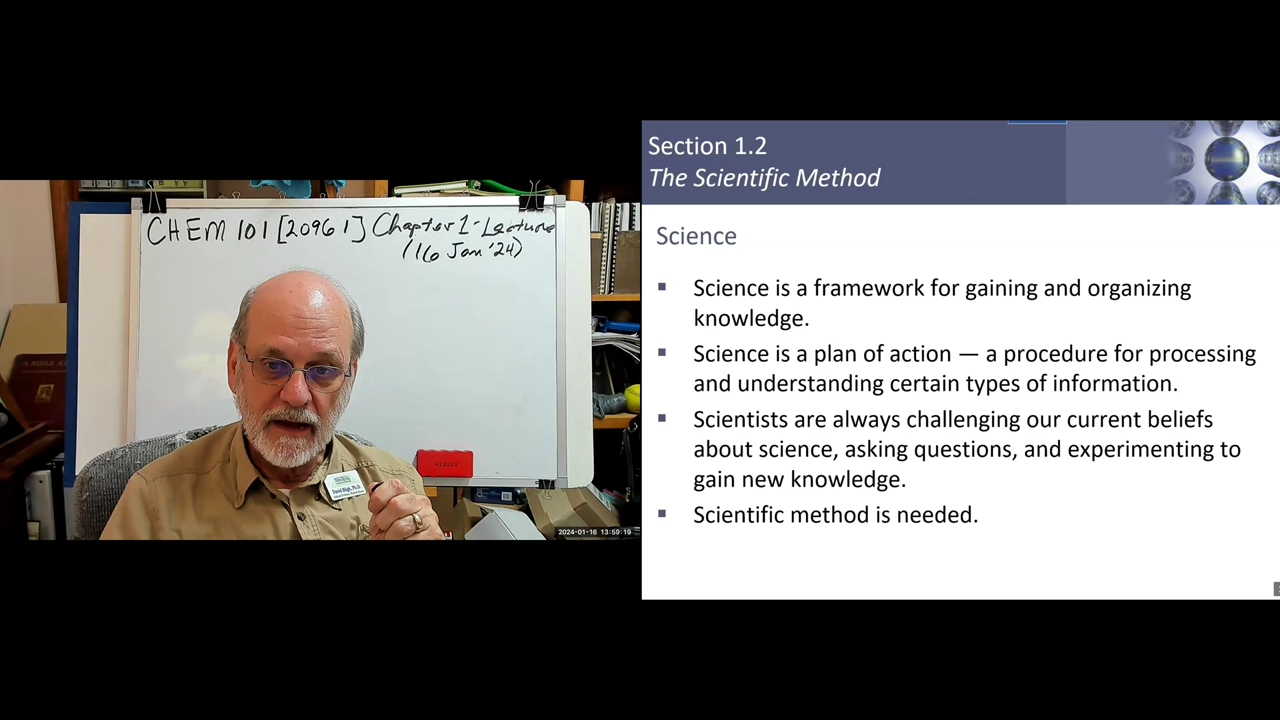 CHEM 101 [20961] Chapter 1 - Lecture
(16 Jan '24)
2024-01-16 13:59:19
Section 1.2
The Scientific Method
Science
▪ Science is a framework for gaining and organizing
knowledge.
▪ Science is a plan of action — a procedure for processing
and understanding certain types of information.
▪ Scientists are always challenging our current beliefs
about science, asking questions, and experimenting to
gain new knowledge.
▪ Scientific method is needed.